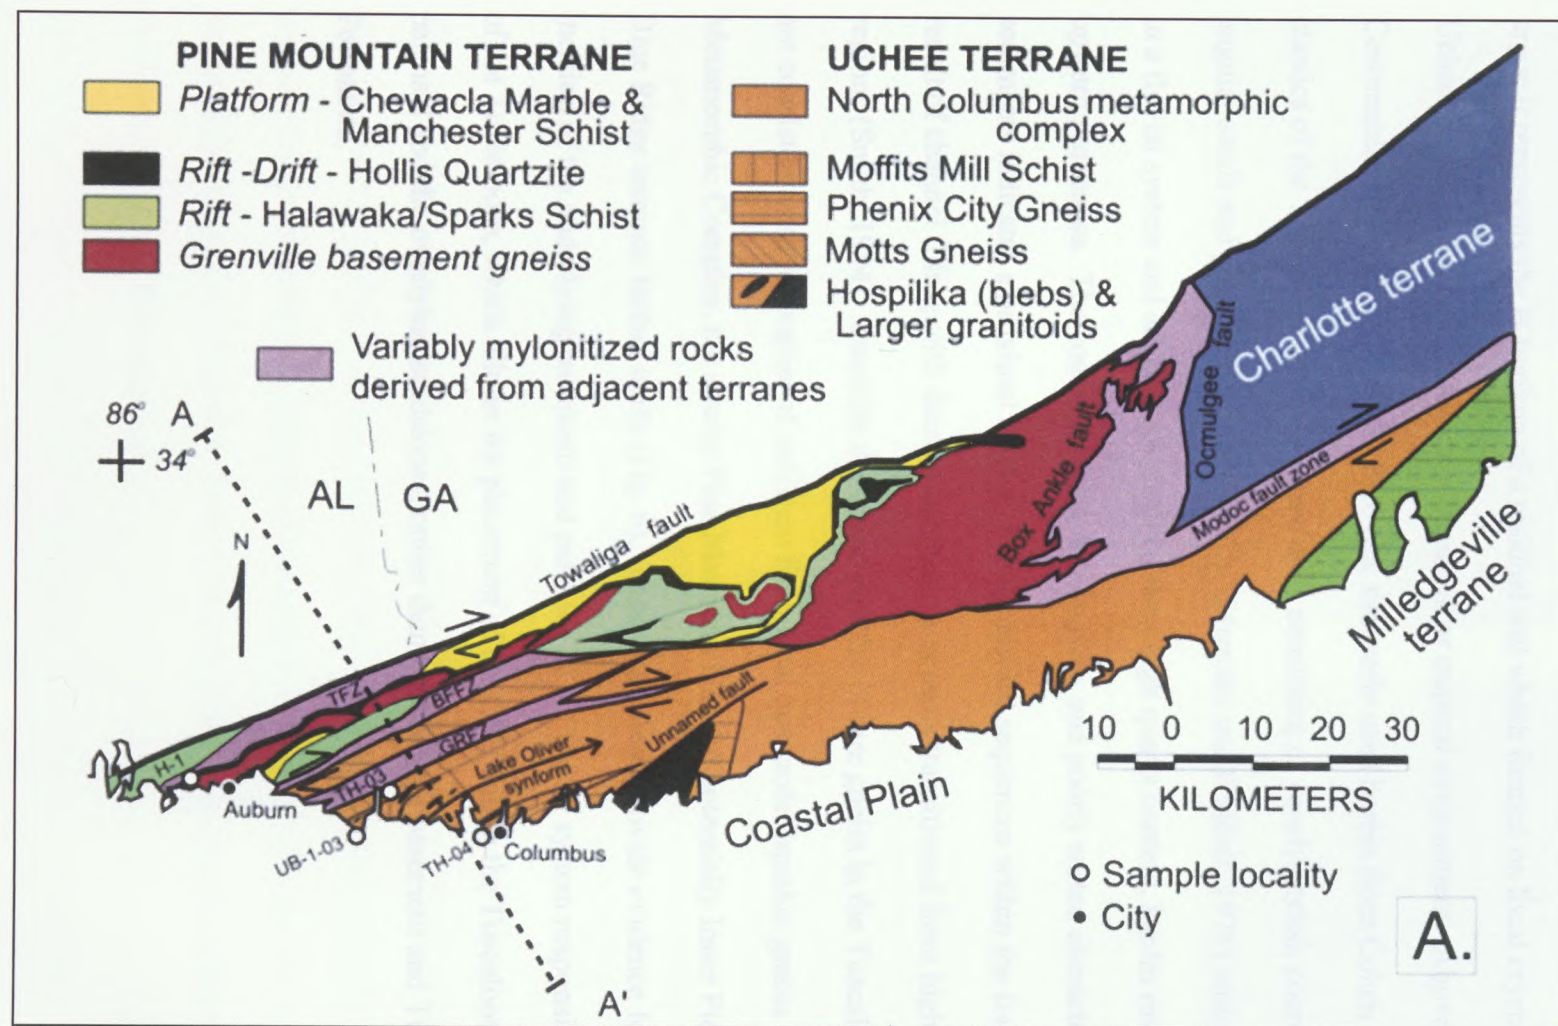 PINE MOUNTAIN TERRANE
Platform - Chewacla Marble &
Manchester Schist
Rift -Drift - Hollis Quartzite
Rift - Halawaka/Sparks Schist
Grenville basement gneiss
UCHEE TERRANE
North Columbus metamorphic
complex
Moffits Mill Schist
Phenix City Gneiss
Motts Gneiss
Hospilika (blebs) &
Larger granitoids
Variably mylonitized rocks
derived from adjacent terranes
86°
34°
A
AL
GA
N
Towaliga fault
Box Ankle fault
Ocmulgee fault
Charlotte terrane
Modoc fault zone
Milledgeville
terrane
TFZ
BFFZ
GRFZ
H-1
TH-03
Lake Oliver
synform
Unnamed fault
Auburn
UB-1-03
TH-04
Columbus
Coastal Plain
A'
10 0 10 20 30
KILOMETERS
Sample locality
City
A.